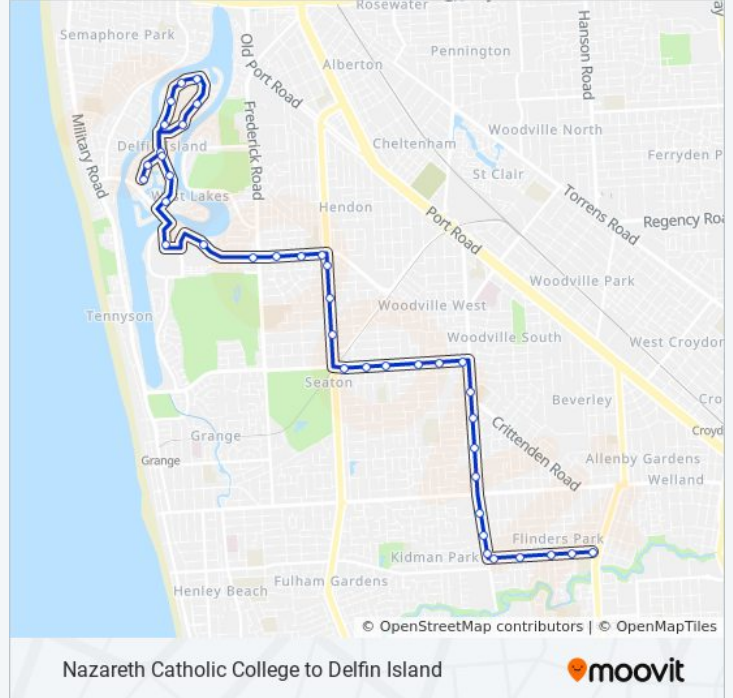 Rosewater
Semaphore Park
Old Port Road
Alberton
Pennington
Hanson Road
Military Road
Frederick Road
Woodville North
Delfin Island
Cheltenham
Ferryden P
St Clair
West Lakes
Hendon
Port Road
Torrens Road
Regency Roa
Woodville Park
Tennyson
Woodville West
Woodville South
West Croydor
Seaton
Beverley
Cro
Grange
Crittenden Road
Croyd
Grange
Allenby Gardens
Welland
Flinders Park
Kidman Park
Fulham Gardens
Henley Beach
© OpenStreetMap contributors | © OpenMapTiles
Nazareth Catholic College to Delfin Island
moovit